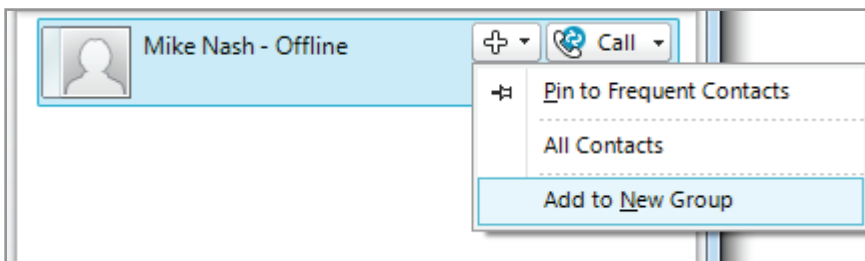 Mike Nash - Offline
Call
Pin to Frequent Contacts
All Contacts
Add to New Group